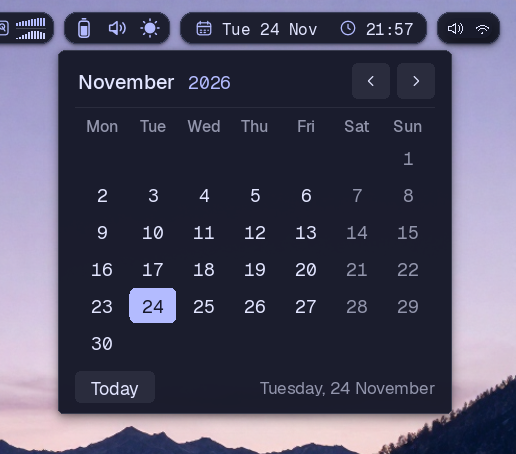 Tue 24 Nov 21:57
November 2026
Mon Tue Wed Thu Fri Sat Sun
1
2 3 4 5 6 7 8
9 10 11 12 13 14 15
16 17 18 19 20 21 22
23 24 25 26 27 28 29
30
Today Tuesday, 24 November